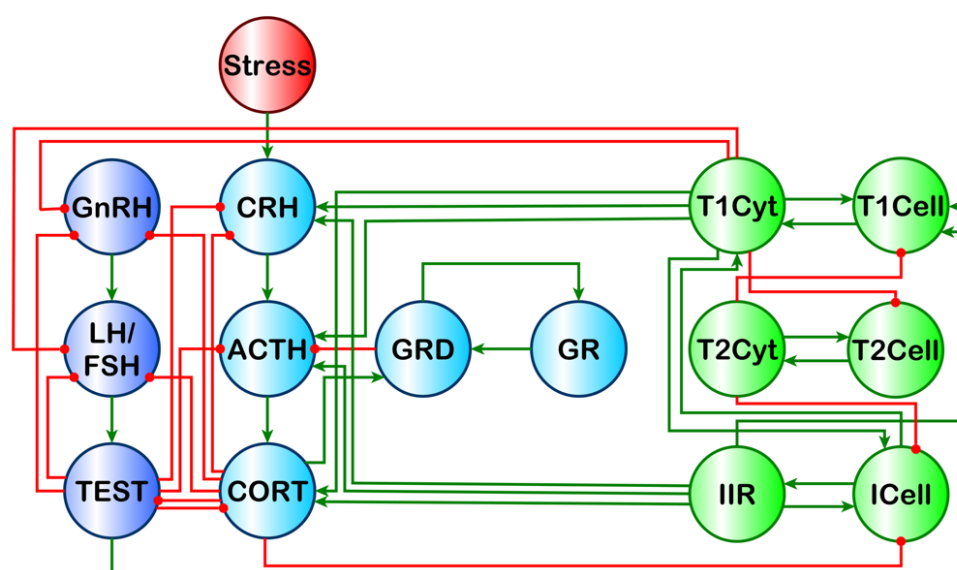 Stress
GnRH
CRH
T1Cyt
T1Cell
LH/
FSH
ACTH
GRD
GR
T2Cyt
T2Cell
TEST
CORT
IIR
ICell